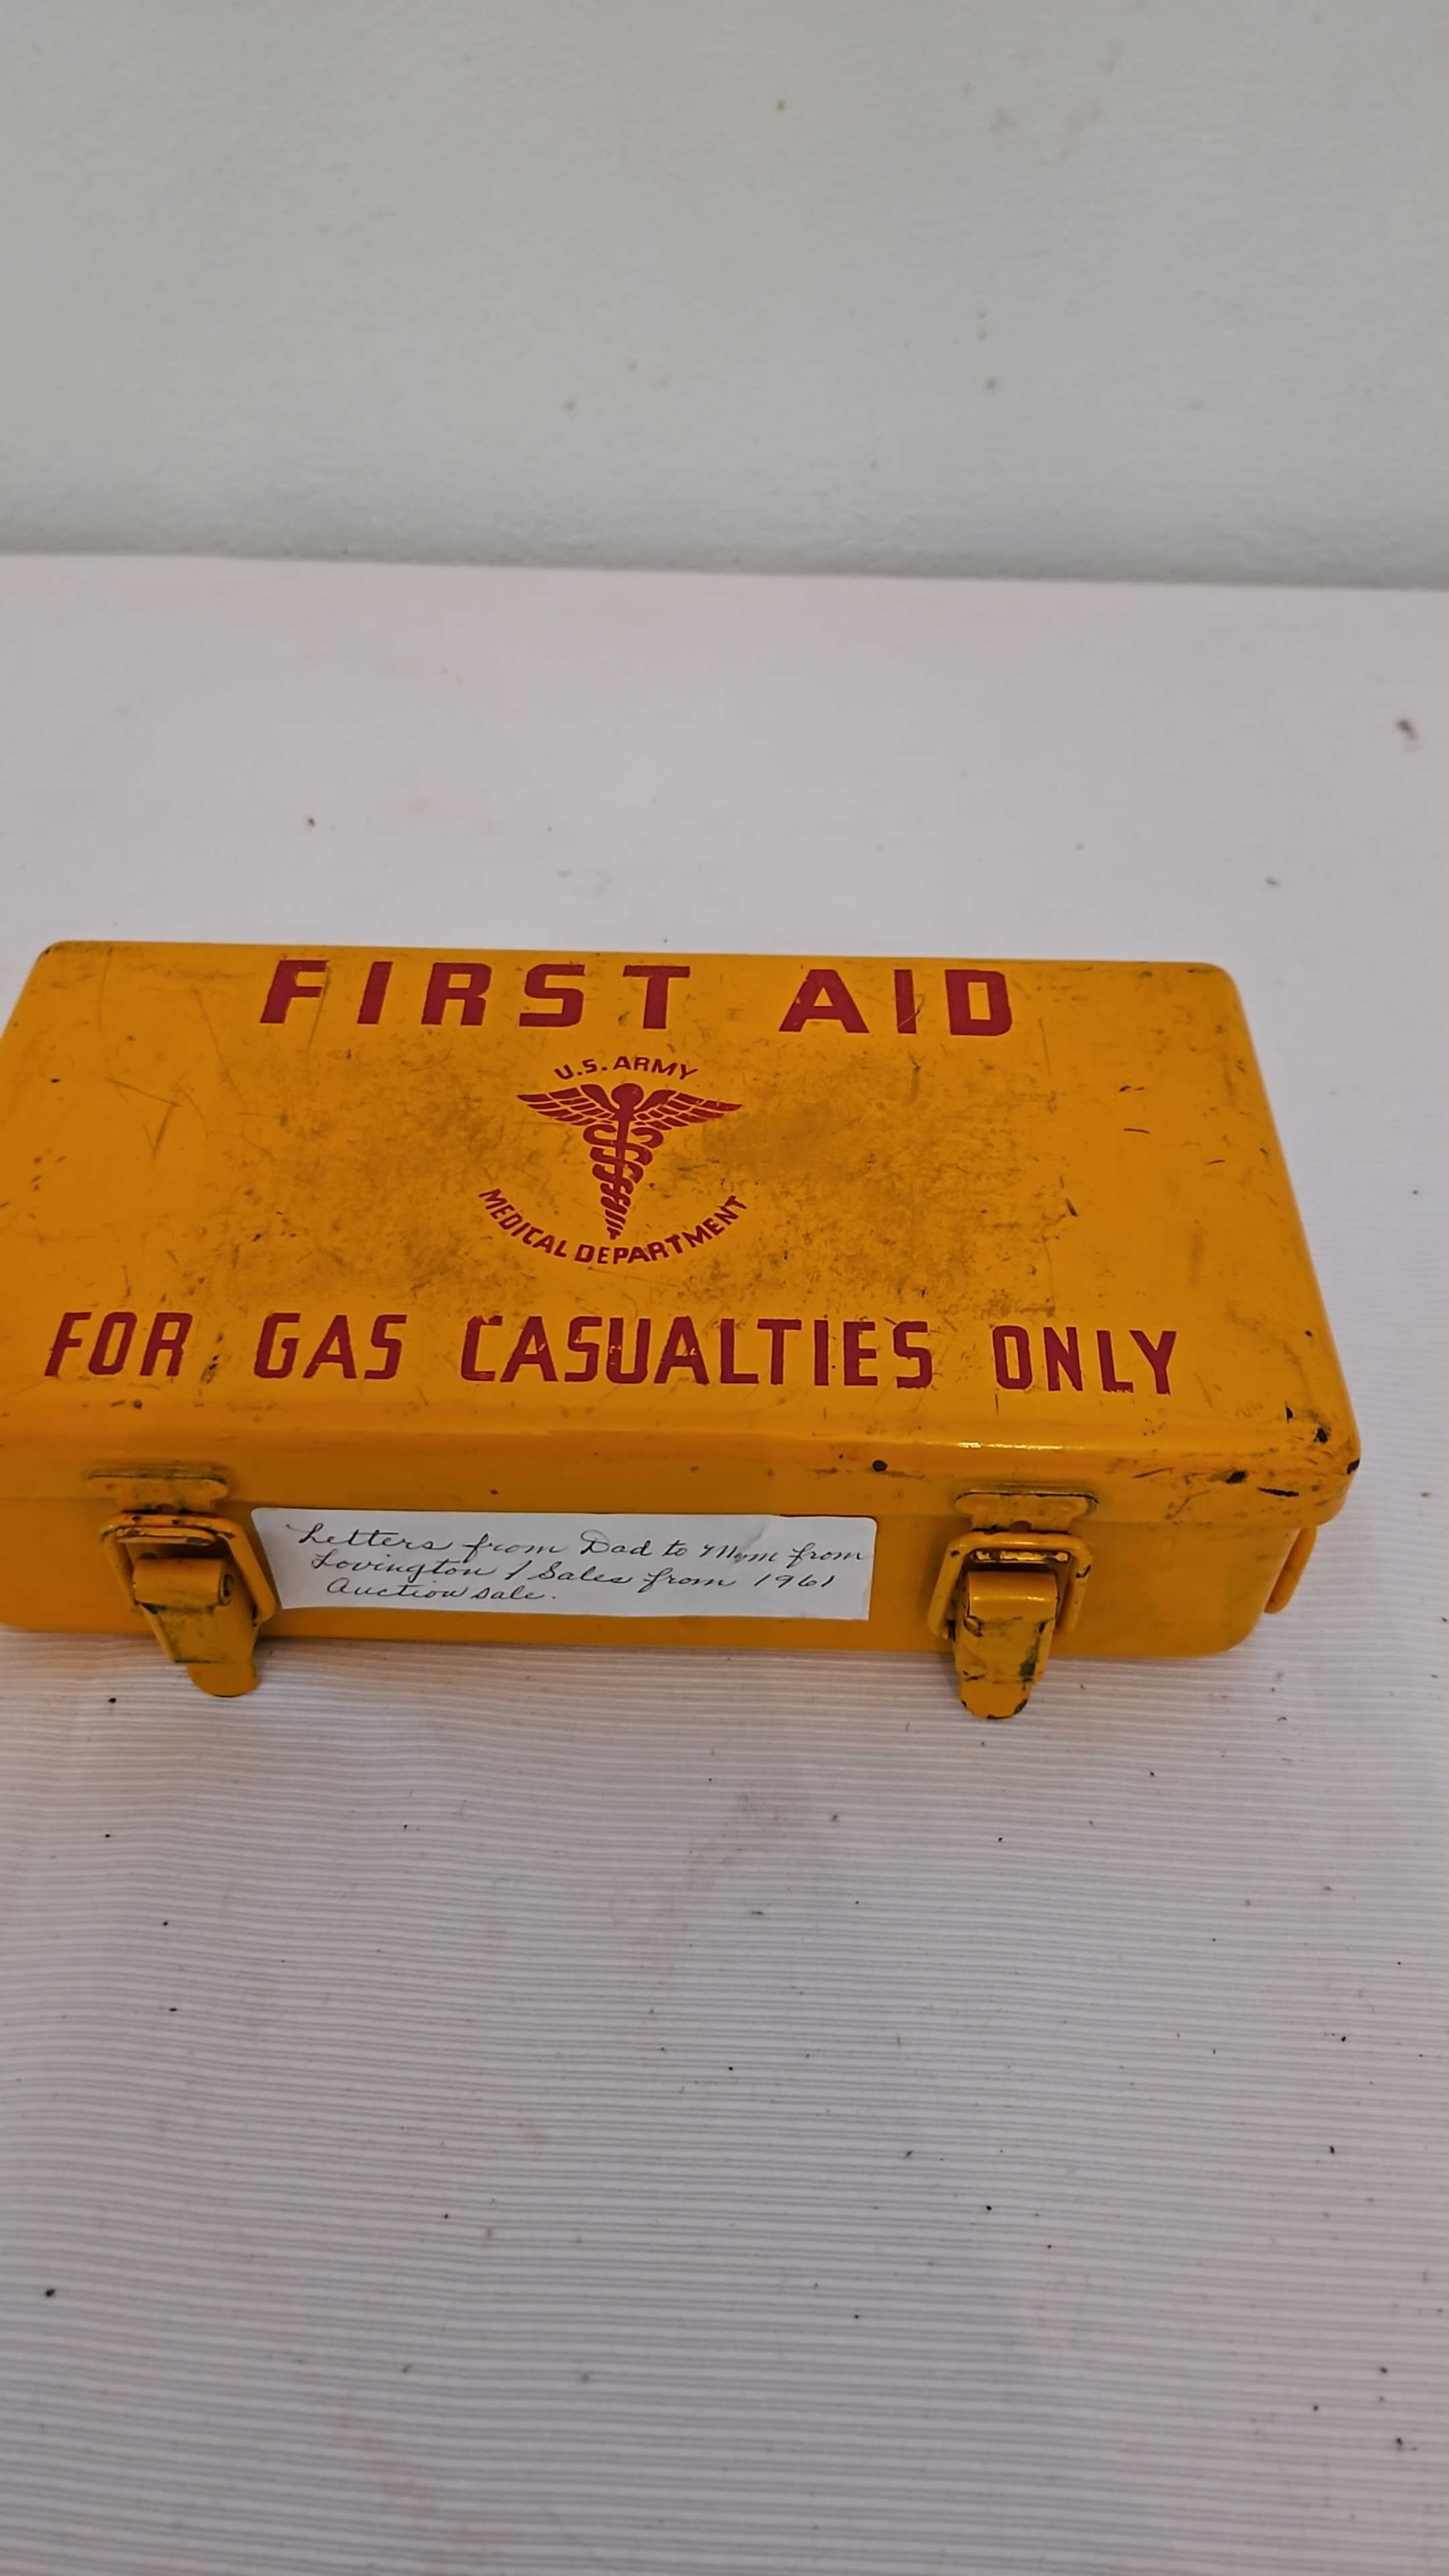 FIRST AID
U.S. ARMY
MEDICAL DEPARTMENT
FOR GAS CASUALTIES ONLY
Letters from Dad to Mom from
Lovington / Sales from 1961
Auction sale.